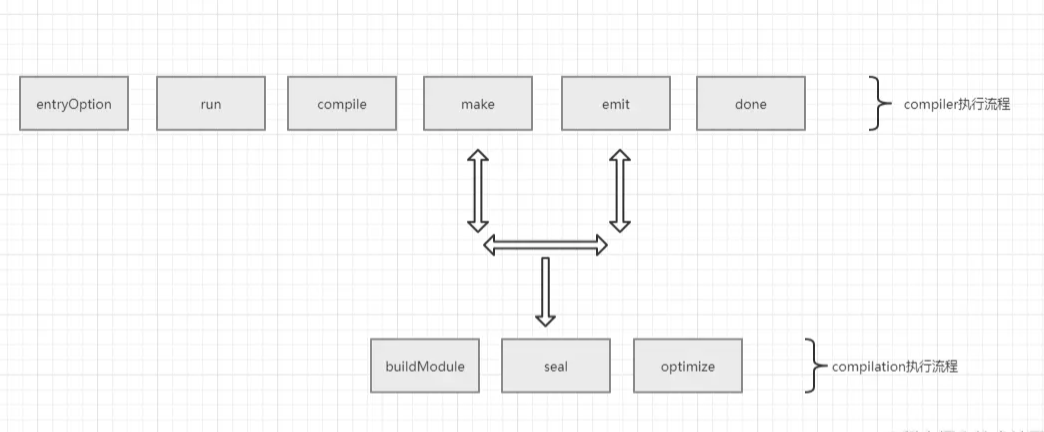 entryOption run compile make emit done compiler执行流程
buildModule seal optimize compilation执行流程